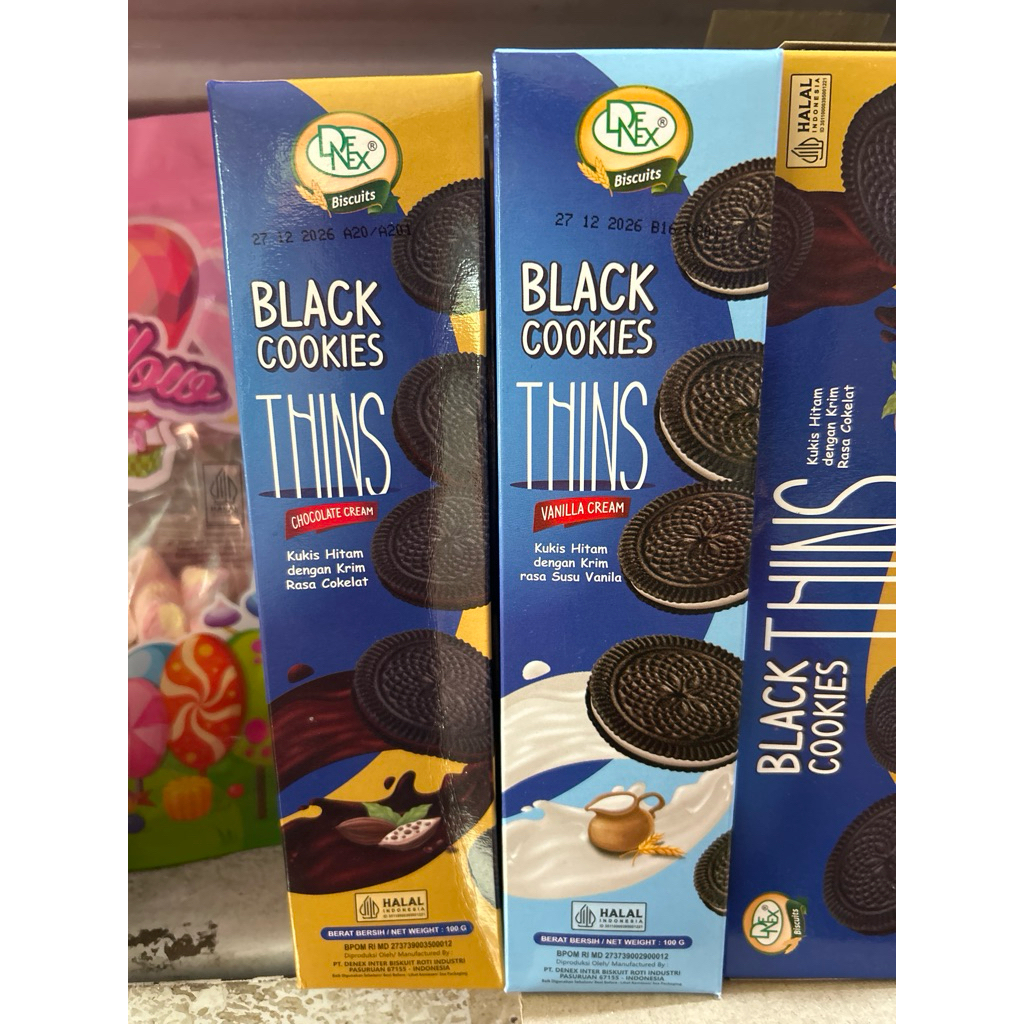 DENEX®
Biscuits
27 12 2026 A20/A201
BLACK
COOKIES
THINS
CHOCOLATE CREAM
Kukis Hitam
dengan Krim
Rasa Cokelat
HALAL
INDONESIA
BERAT BERSIH / NET WEIGHT : 100 G
BPOM RI MD 273739003500012
Diproduksi Oleh/ Manufactured By :
PT. DENEX INTER BISKUIT ROTI INDUSTRI
PASURUAN 67155 - INDONESIA
DENEX®
Biscuits
27 12 2026
BLACK
COOKIES
THINS
VANILLA CREAM
Kukis Hitam
dengan Krim
rasa Susu Vanila
HALAL
INDONESIA
BERAT BERSIH / NET WEIGHT : 100 G
BPOM RI MD 273739002900012
Diproduksi Oleh/ Manufactured By :
PT. DENEX INTER BISKUIT ROTI INDUSTRI
PASURUAN 67155 - INDONESIA
HALAL
INDONESIA
Kukis Hitam
dengan Krim
Rasa Cokelat
BLACK
COOKIES
THINS
DENEX
Biscuits